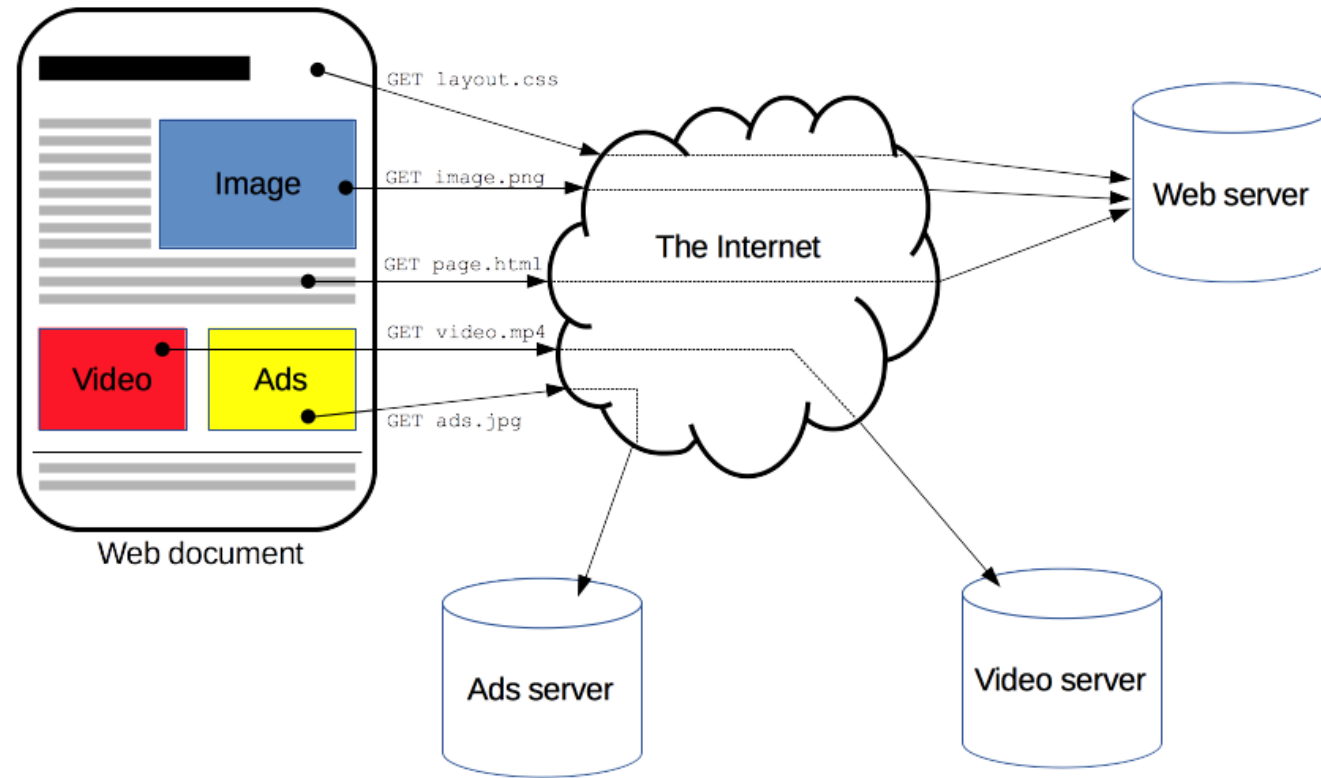 GET layout.css
Image
GET image.png
Web server
The Internet
GET page.html
GET video.mp4
Video
Ads
GET ads.jpg
Web document
Ads server
Video server